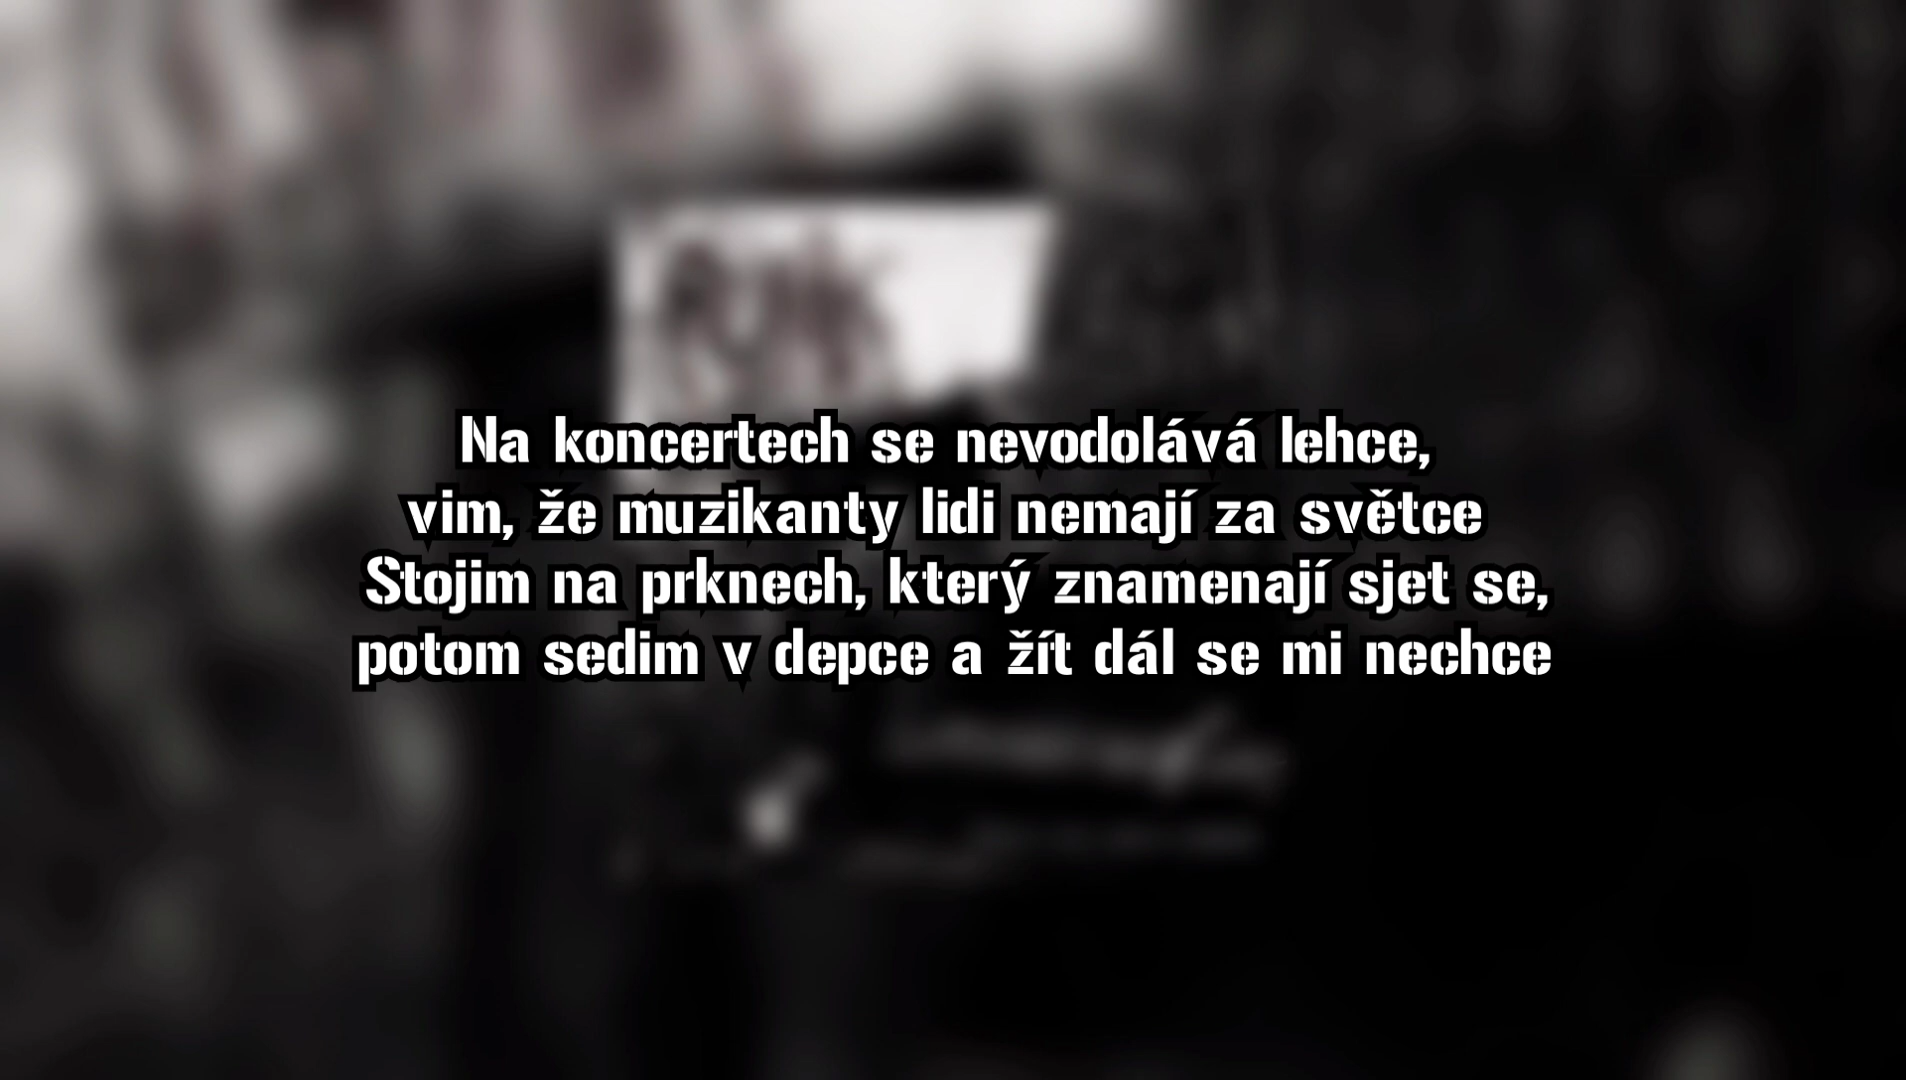 Na koncertech se nevodolává lehce,
vim, že muzikanty lidi nemají za světce
Stojim na prknech, který znamenají sjet se,
potom sedim v depce a žít dál se mi nechce